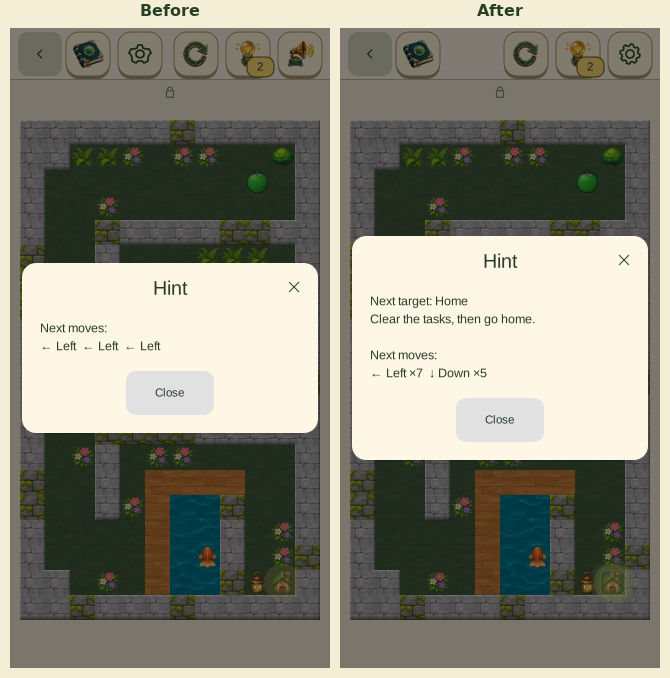 Before
After
2
2
Hint
Next moves:
← Left ← Left ← Left
Close
Hint
Next target: Home
Clear the tasks, then go home.
Next moves:
← Left ×7 ↓ Down ×5
Close